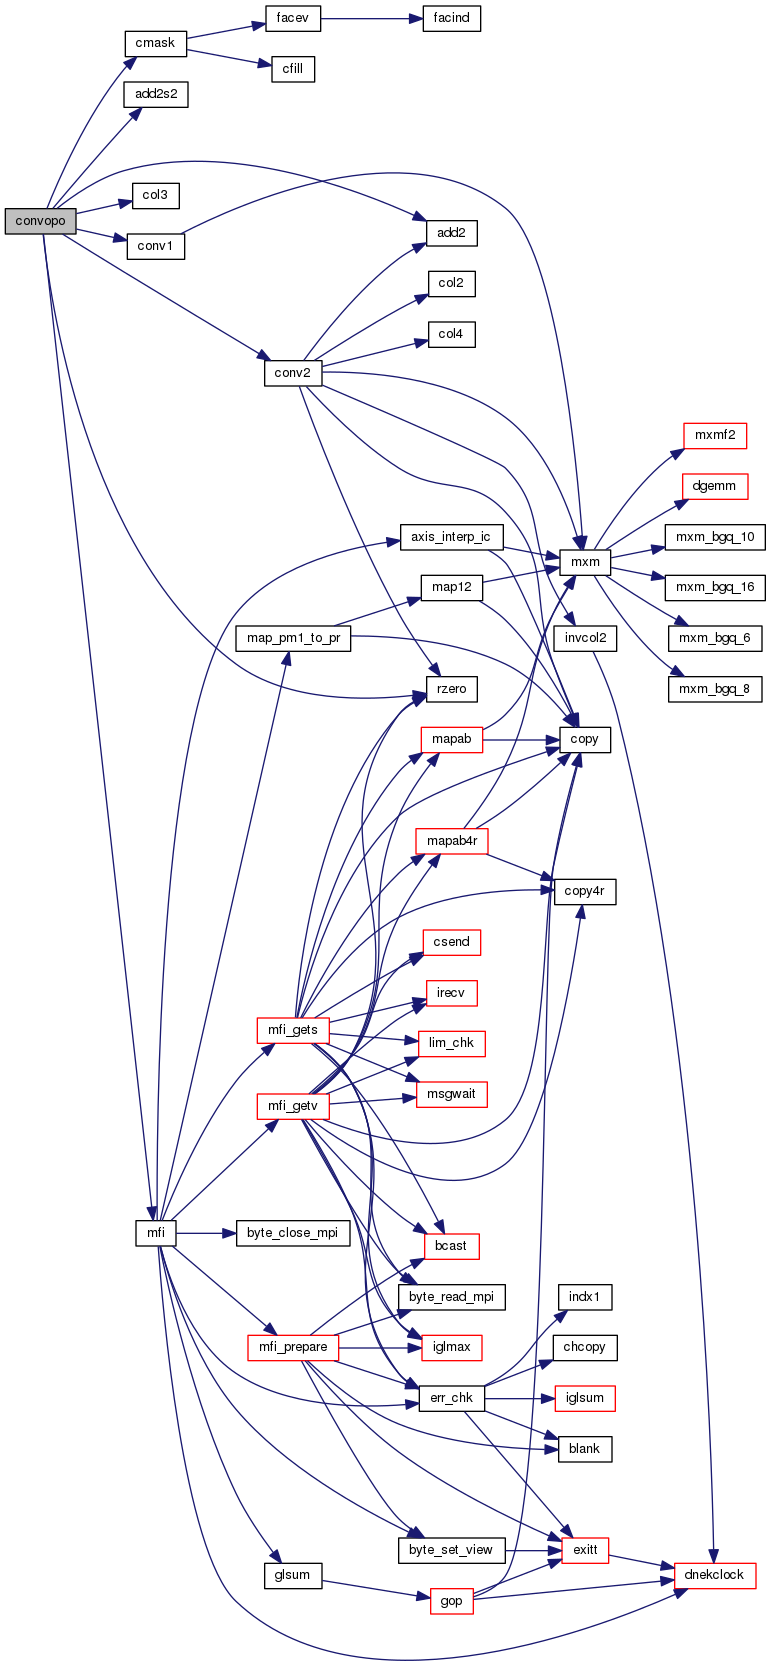 facev
facind
cmask
cfill
add2s2
col3
convopo
add2
conv1
col2
col4
conv2
mxmf2
dgemm
axis_interp_ic
mxm_bgq_10
mxm
map12
mxm_bgq_16
map_pm1_to_pr
invcol2
mxm_bgq_6
rzero
mxm_bgq_8
mapab
copy
mapab4r
copy4r
csend
irecv
mfi_gets
lim_chk
msgwait
mfi_getv
mfi
byte_close_mpi
bcast
byte_read_mpi
indx1
mfi_prepare
iglmax
chcopy
err_chk
iglsum
blank
byte_set_view
exitt
glsum
dnekclock
gop